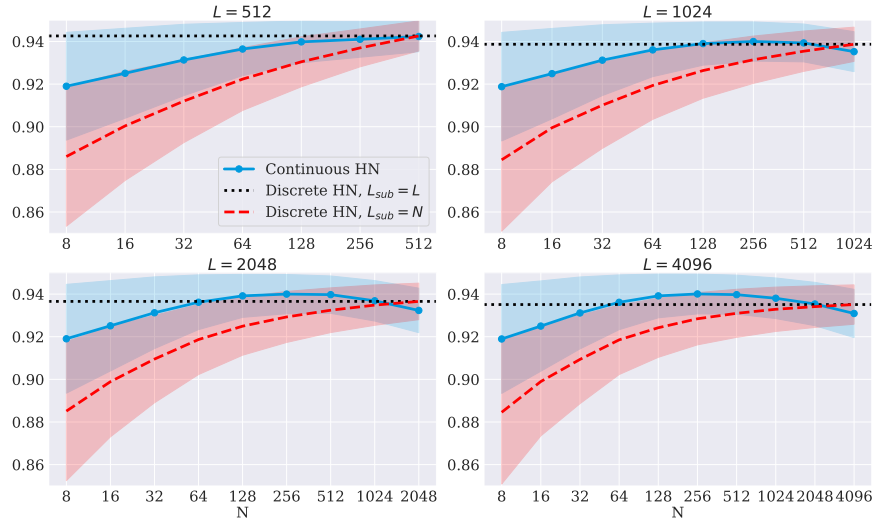 L = 512
0.94
0.92
0.90
0.88
0.86
8 16 32 64 128 256 512
Continuous HN
Discrete HN, L_sub = L
Discrete HN, L_sub = N
L = 1024
0.94
0.92
0.90
0.88
0.86
8 16 32 64 128 256 512 1024
L = 2048
0.94
0.92
0.90
0.88
0.86
8 16 32 64 128 256 512 1024 2048
N
L = 4096
0.94
0.92
0.90
0.88
0.86
8 16 32 64 128 256 512 1024 2048 4096
N